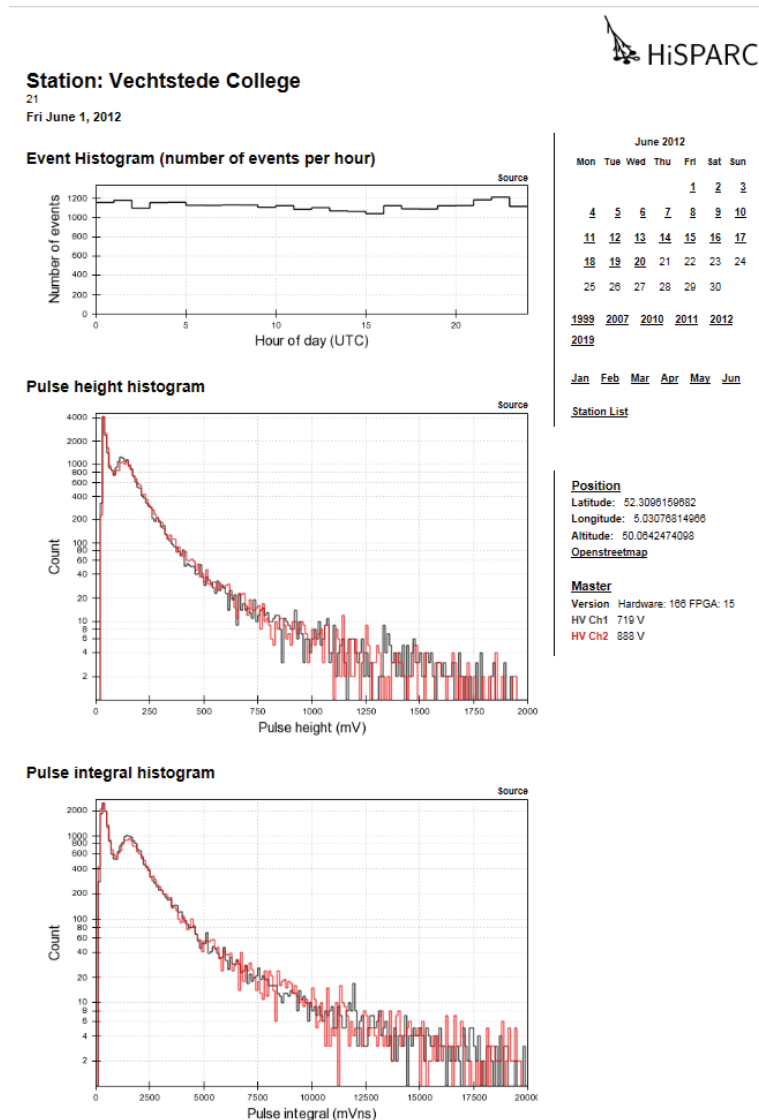 HiSPARC
Station: Vechtstede College
21
Fri June 1, 2012
Event Histogram (number of events per hour)
Source
1200
1000
800
600
400
200
0
Number of events
0 5 10 15 20
Hour of day (UTC)
Pulse height histogram
Source
4000
2000
1000
800
600
400
200
100
80
60
40
20
10
8
6
4
2
Count
0 250 500 750 1000 1250 1500 1750 2000
Pulse height (mV)
Pulse integral histogram
Source
2000
1000
800
600
400
200
100
80
60
40
20
10
8
6
4
2
Count
0 2500 5000 7500 10000 12500 15000 17500 20000
Pulse integral (mVns)
June 2012
Mon Tue Wed Thu Fri Sat Sun
1 2 3
4 5 6 7 8 9 10
11 12 13 14 15 16 17
18 19 20 21 22 23 24
25 26 27 28 29 30
1999 2007 2010 2011 2012
2019
Jan Feb Mar Apr May Jun
Station List
Position
Latitude: 52.3096159682
Longitude: 5.03076814966
Altitude: 50.0642474098
Openstreetmap
Master
Version Hardware: 166 FPGA: 15
HV Ch1 719 V
HV Ch2 888 V